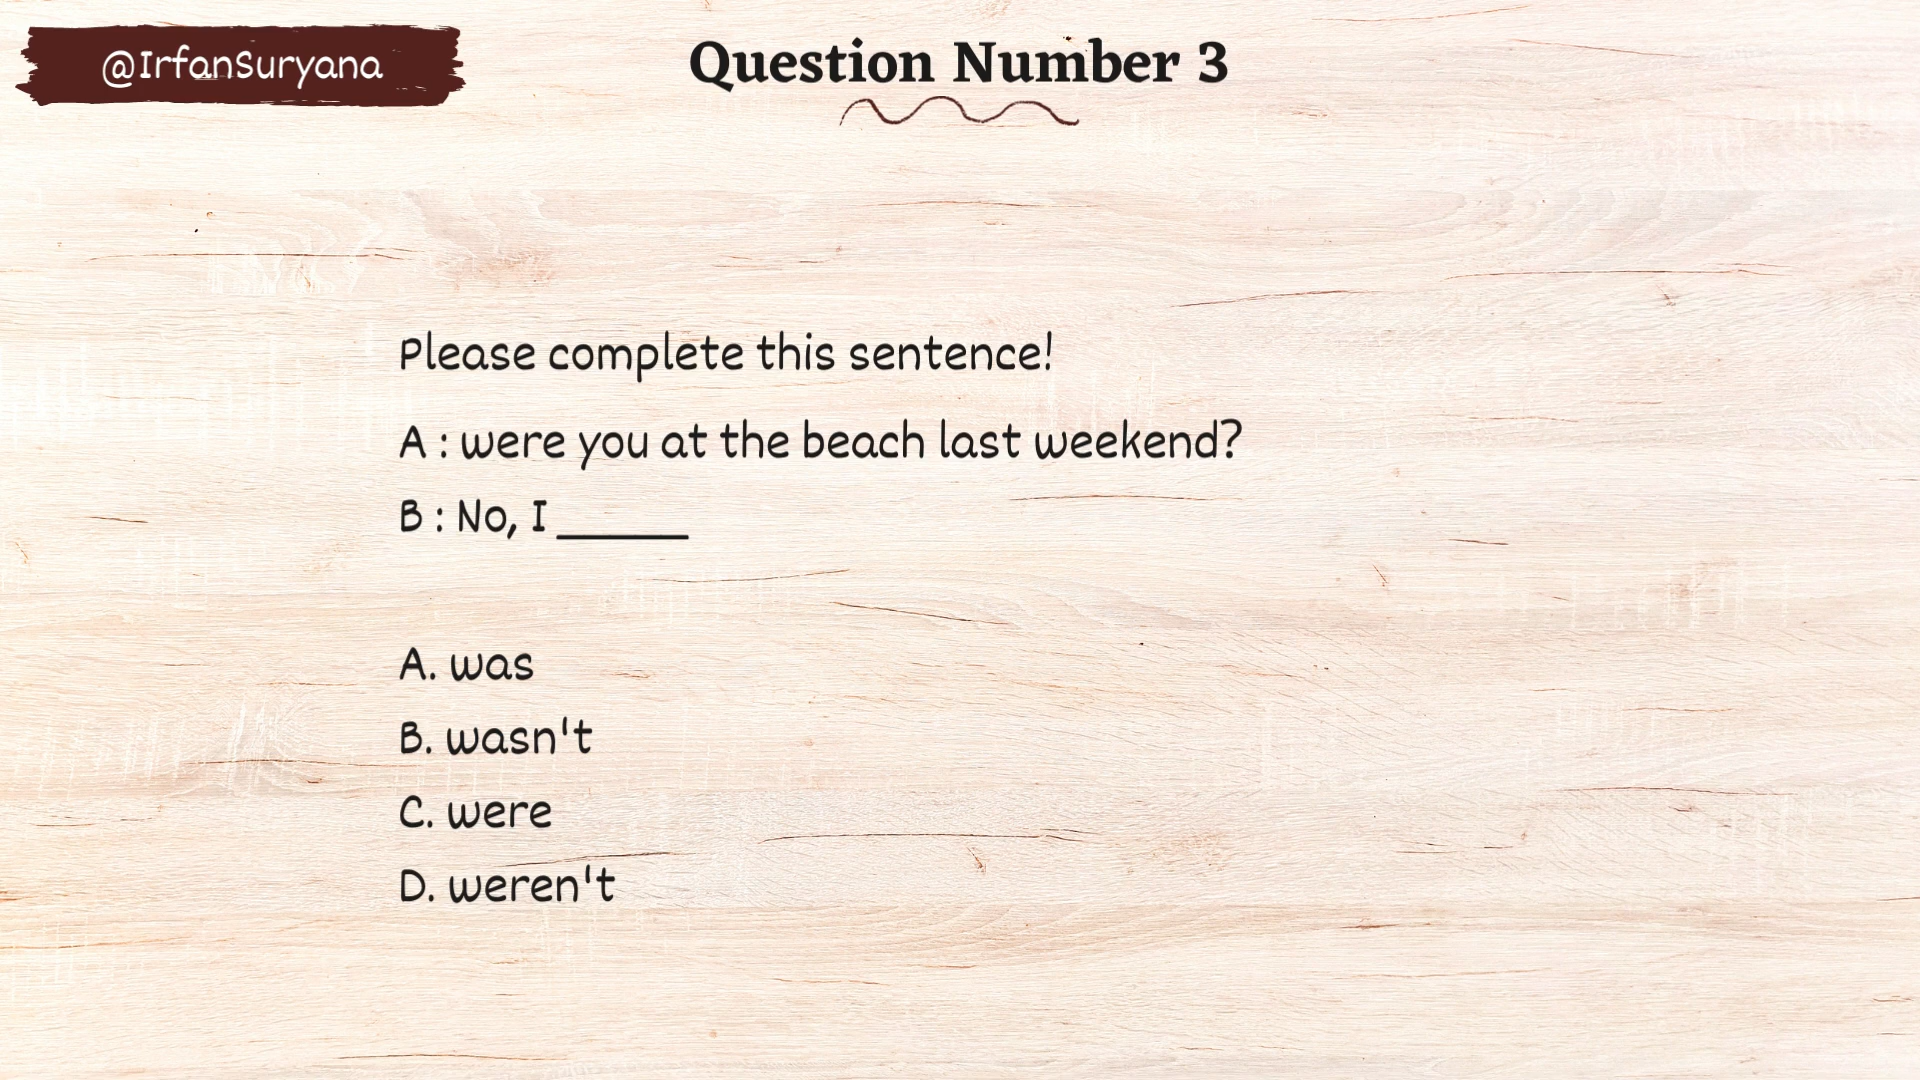 @IrfanSuryana
Question Number 3
Please complete this sentence!
A : were you at the beach last weekend?
B : No, I ______
A. was
B. wasn't
C. were
D. weren't